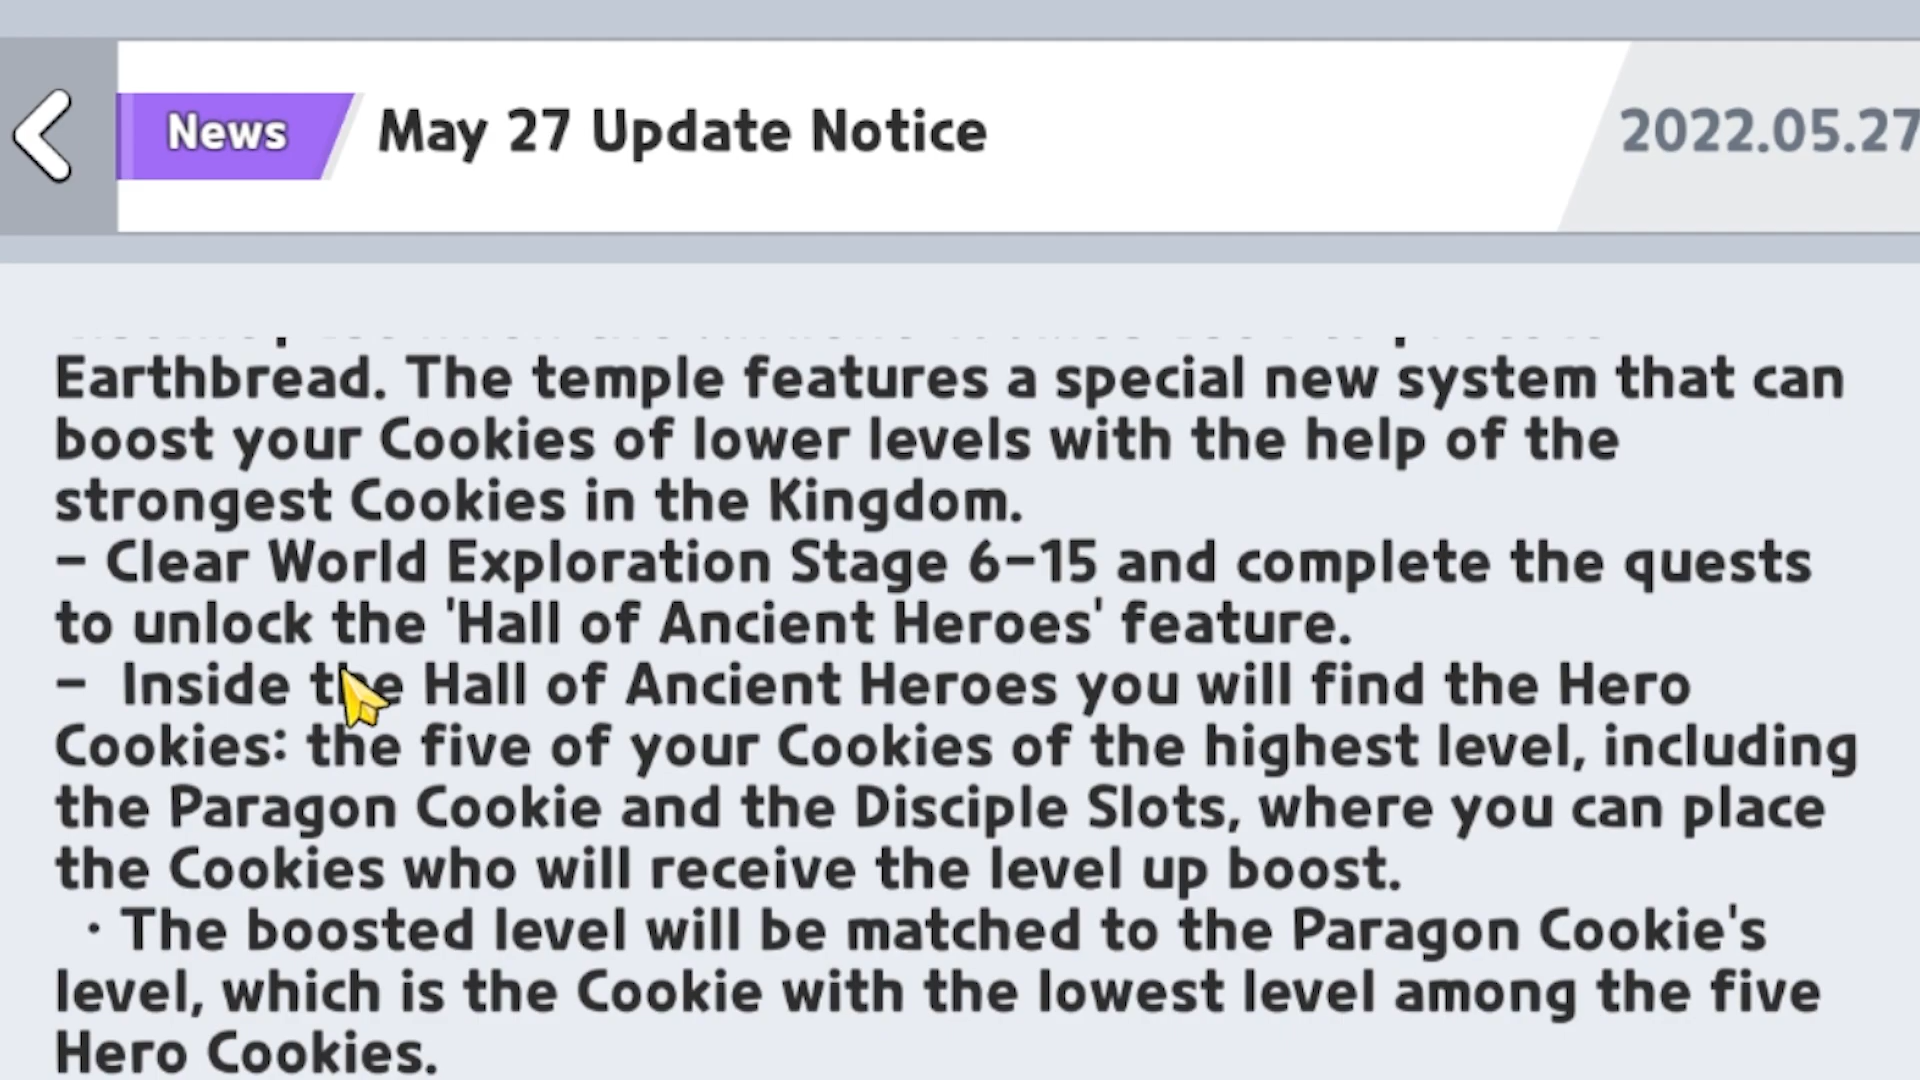 News
May 27 Update Notice
2022.05.27
Earthbread. The temple features a special new system that can
boost your Cookies of lower levels with the help of the
strongest Cookies in the Kingdom.
- Clear World Exploration Stage 6-15 and complete the quests
to unlock the 'Hall of Ancient Heroes' feature.
- Inside the Hall of Ancient Heroes you will find the Hero
Cookies: the five of your Cookies of the highest level, including
the Paragon Cookie and the Disciple Slots, where you can place
the Cookies who will receive the level up boost.
· The boosted level will be matched to the Paragon Cookie's
level, which is the Cookie with the lowest level among the five
Hero Cookies.